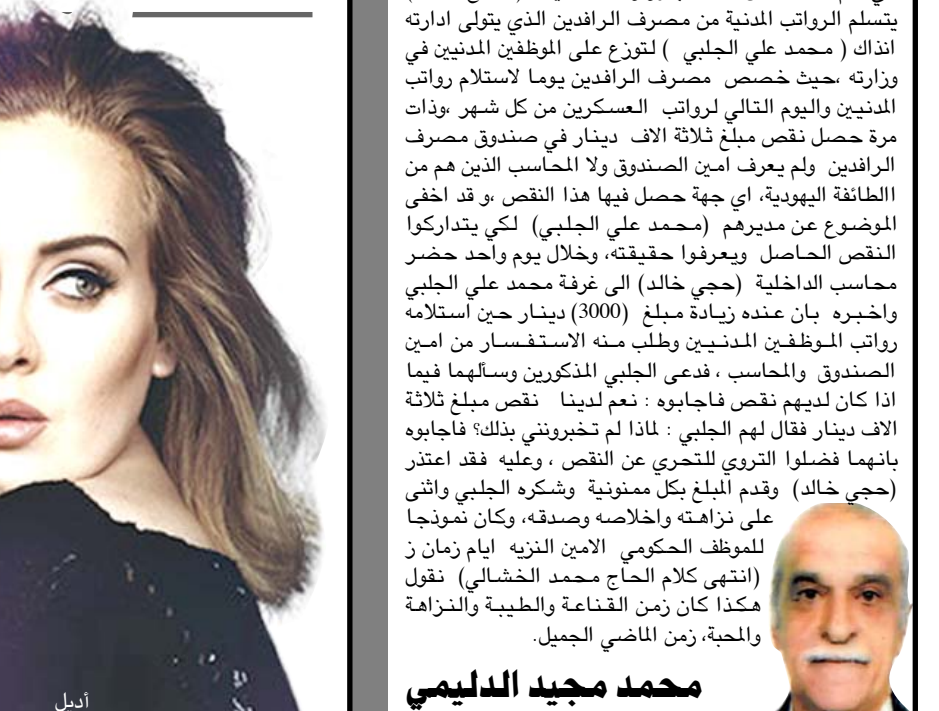 يتسلم الرواتب المدنية من مصرف الرافدين الذي يتولى ادارته
انذاك ( محمد علي الجلبي ) لتوزع على الموظفين المدنيين في
وزارته ،حيث خصص مصرف الرافدين يوما لاستلام رواتب
المدنيين واليوم التالي لرواتب العسكرين من كل شهر ،وذات
مرة حصل نقص مبلغ ثلاثة الاف دينار في صندوق مصرف
الرافدين ولم يعرف امين الصندوق ولا المحاسب الذين هم من
االطائفة اليهودية، اي جهة حصل فيها هذا النقص ،و قد اخفى
الموضوع عن مديرهم (محمد علي الجلبي) لكي يتداركوا
النقص الحاصل ويعرفوا حقيقته، وخلال يوم واحد حضر
محاسب الداخلية (حجي خالد) الى غرفة محمد علي الجلبي
واخبره بان عنده زيادة مبلغ (3000) دينار حين استلامه
رواتب الموظفين المدنيين وطلب منه الاستفسار من امين
الصندوق والمحاسب ، فدعى الجلبي المذكورين وسألهما فيما
اذا كان لديهم نقص فاجابوه : نعم لدينا نقص مبلغ ثلاثة
الاف دينار فقال لهم الجلبي : لماذا لم تخبرونني بذلك؟ فاجابوه
بانهما فضلوا التروي للتحري عن النقص ، وعليه فقد اعتذر
(حجي خالد) وقدم المبلغ بكل ممنونية وشكره الجلبي واثنى
على نزاهته واخلاصه وصدقه، وكان نموذجا
للموظف الحكومي الامين النزيه ايام زمان ز
(انتهى كلام الحاج محمد الخشالي) نقول
هكذا كان زمن القناعة والطيبة والنزاهة
والمحبة، زمن الماضي الجميل.
محمد مجيد الدليمي
أديل